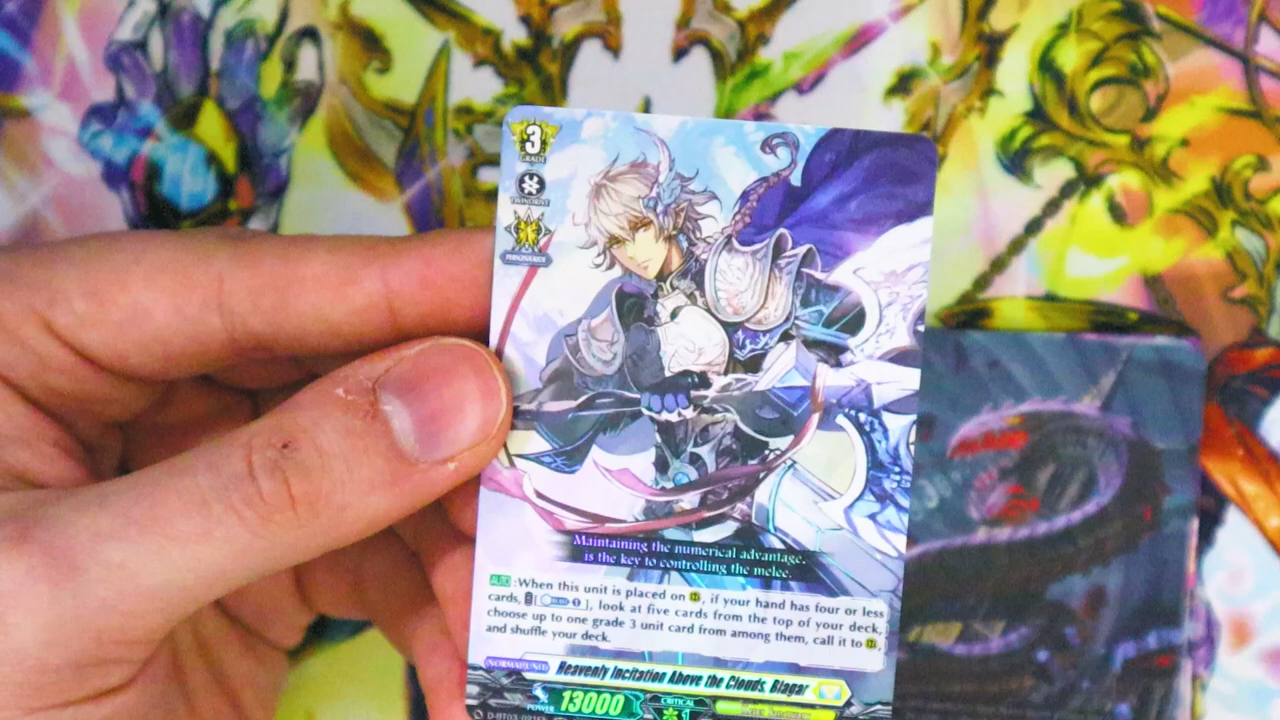 3
GRADE
TWINDRIVE
PERSONA RIDE
Maintaining the numerical advantage.
is the key to controlling the melee.
AUTO :When this unit is placed on , if your hand has four or less
cards, [ 1 ], look at five cards from the top of your deck,
choose up to one grade 3 unit card from among them, call it to ,
and shuffle your deck.
NORMAL UNIT Heavenly Incitation Above the Clouds, Blagar
POWER 13000 CRITICAL 1